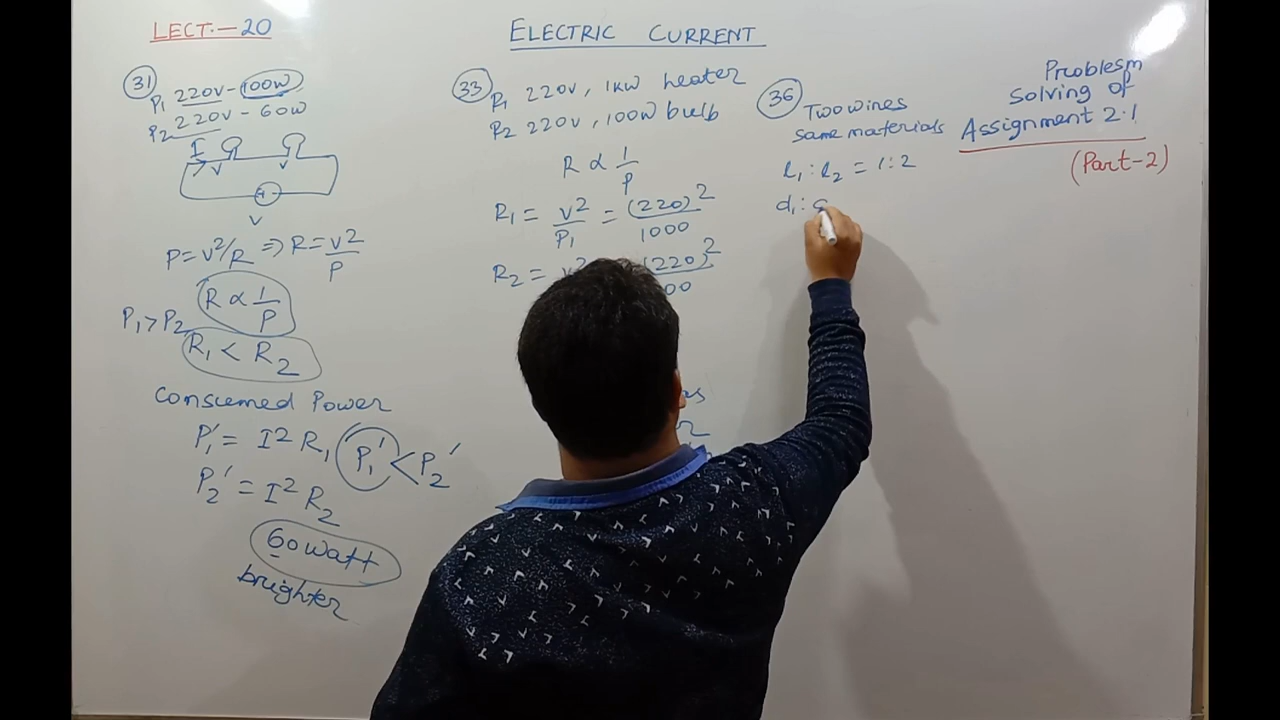 LECT.-20
ELECTRIC CURRENT
Problesm
solving of
Assignment 2.1
(Part-2)
31
P1 220V-100W
P2 220V-60W
I
V V
V
P=V²/R ⇒ R=V²/P
R ∝ 1/P
P1>P2
R1 < R2
Consumed Power
P1' = I² R1
P1' < P2'
P2' = I² R2
60 watt
brighter
33
P1 220V, 1KW heater
P2 220V, 100W bulb
R ∝ 1/P
R1 = V²/P1 = (220)²/1000
R2 =
(220)²
36
Two wires
same materials
l1 : l2 = 1:2
d1 :